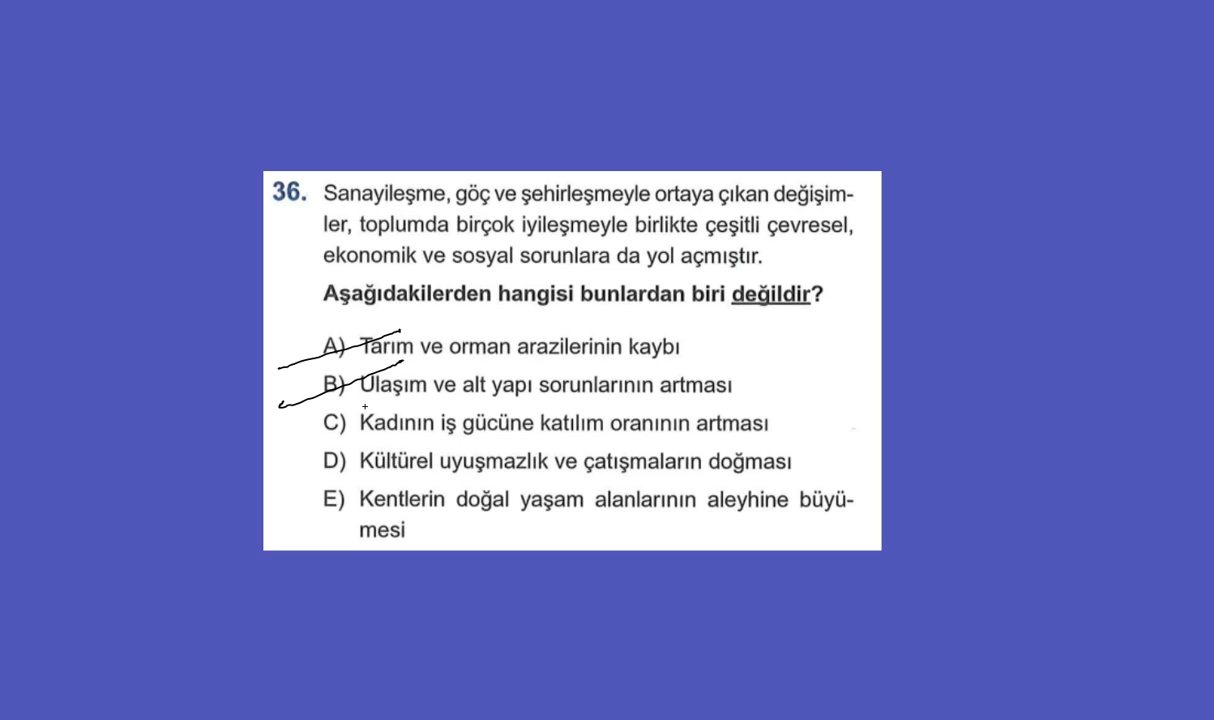 36. Sanayileşme, göç ve şehirleşmeyle ortaya çıkan değişim-
ler, toplumda birçok iyileşmeyle birlikte çeşitli çevresel,
ekonomik ve sosyal sorunlara da yol açmıştır.
Aşağıdakilerden hangisi bunlardan biri değildir?
A) Tarım ve orman arazilerinin kaybı
B) Ulaşım ve alt yapı sorunlarının artması
C) Kadının iş gücüne katılım oranının artması
D) Kültürel uyuşmazlık ve çatışmaların doğması
E) Kentlerin doğal yaşam alanlarının aleyhine büyü-
mesi